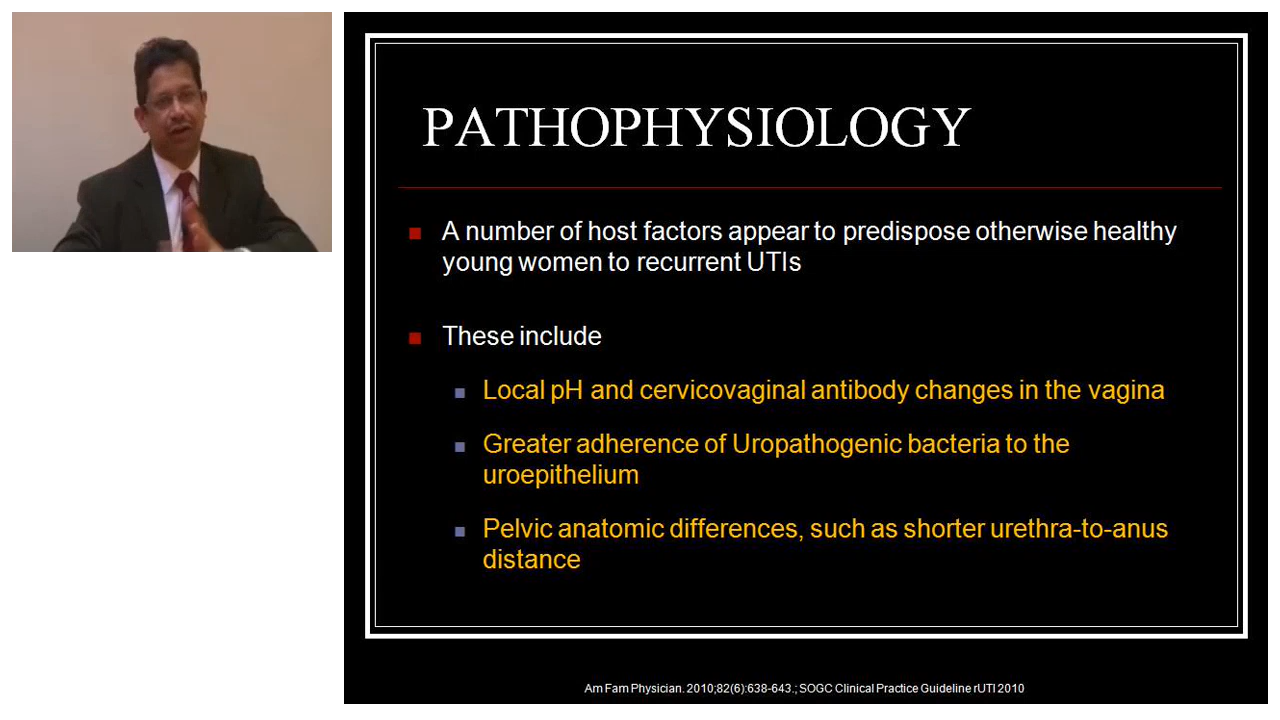 PATHOPHYSIOLOGY
A number of host factors appear to predispose otherwise healthy
young women to recurrent UTIs
These include
Local pH and cervicovaginal antibody changes in the vagina
Greater adherence of Uropathogenic bacteria to the
uroepithelium
Pelvic anatomic differences, such as shorter urethra-to-anus
distance
Am Fam Physician. 2010;82(6):638-643.; SOGC Clinical Practice Guideline rUTI 2010